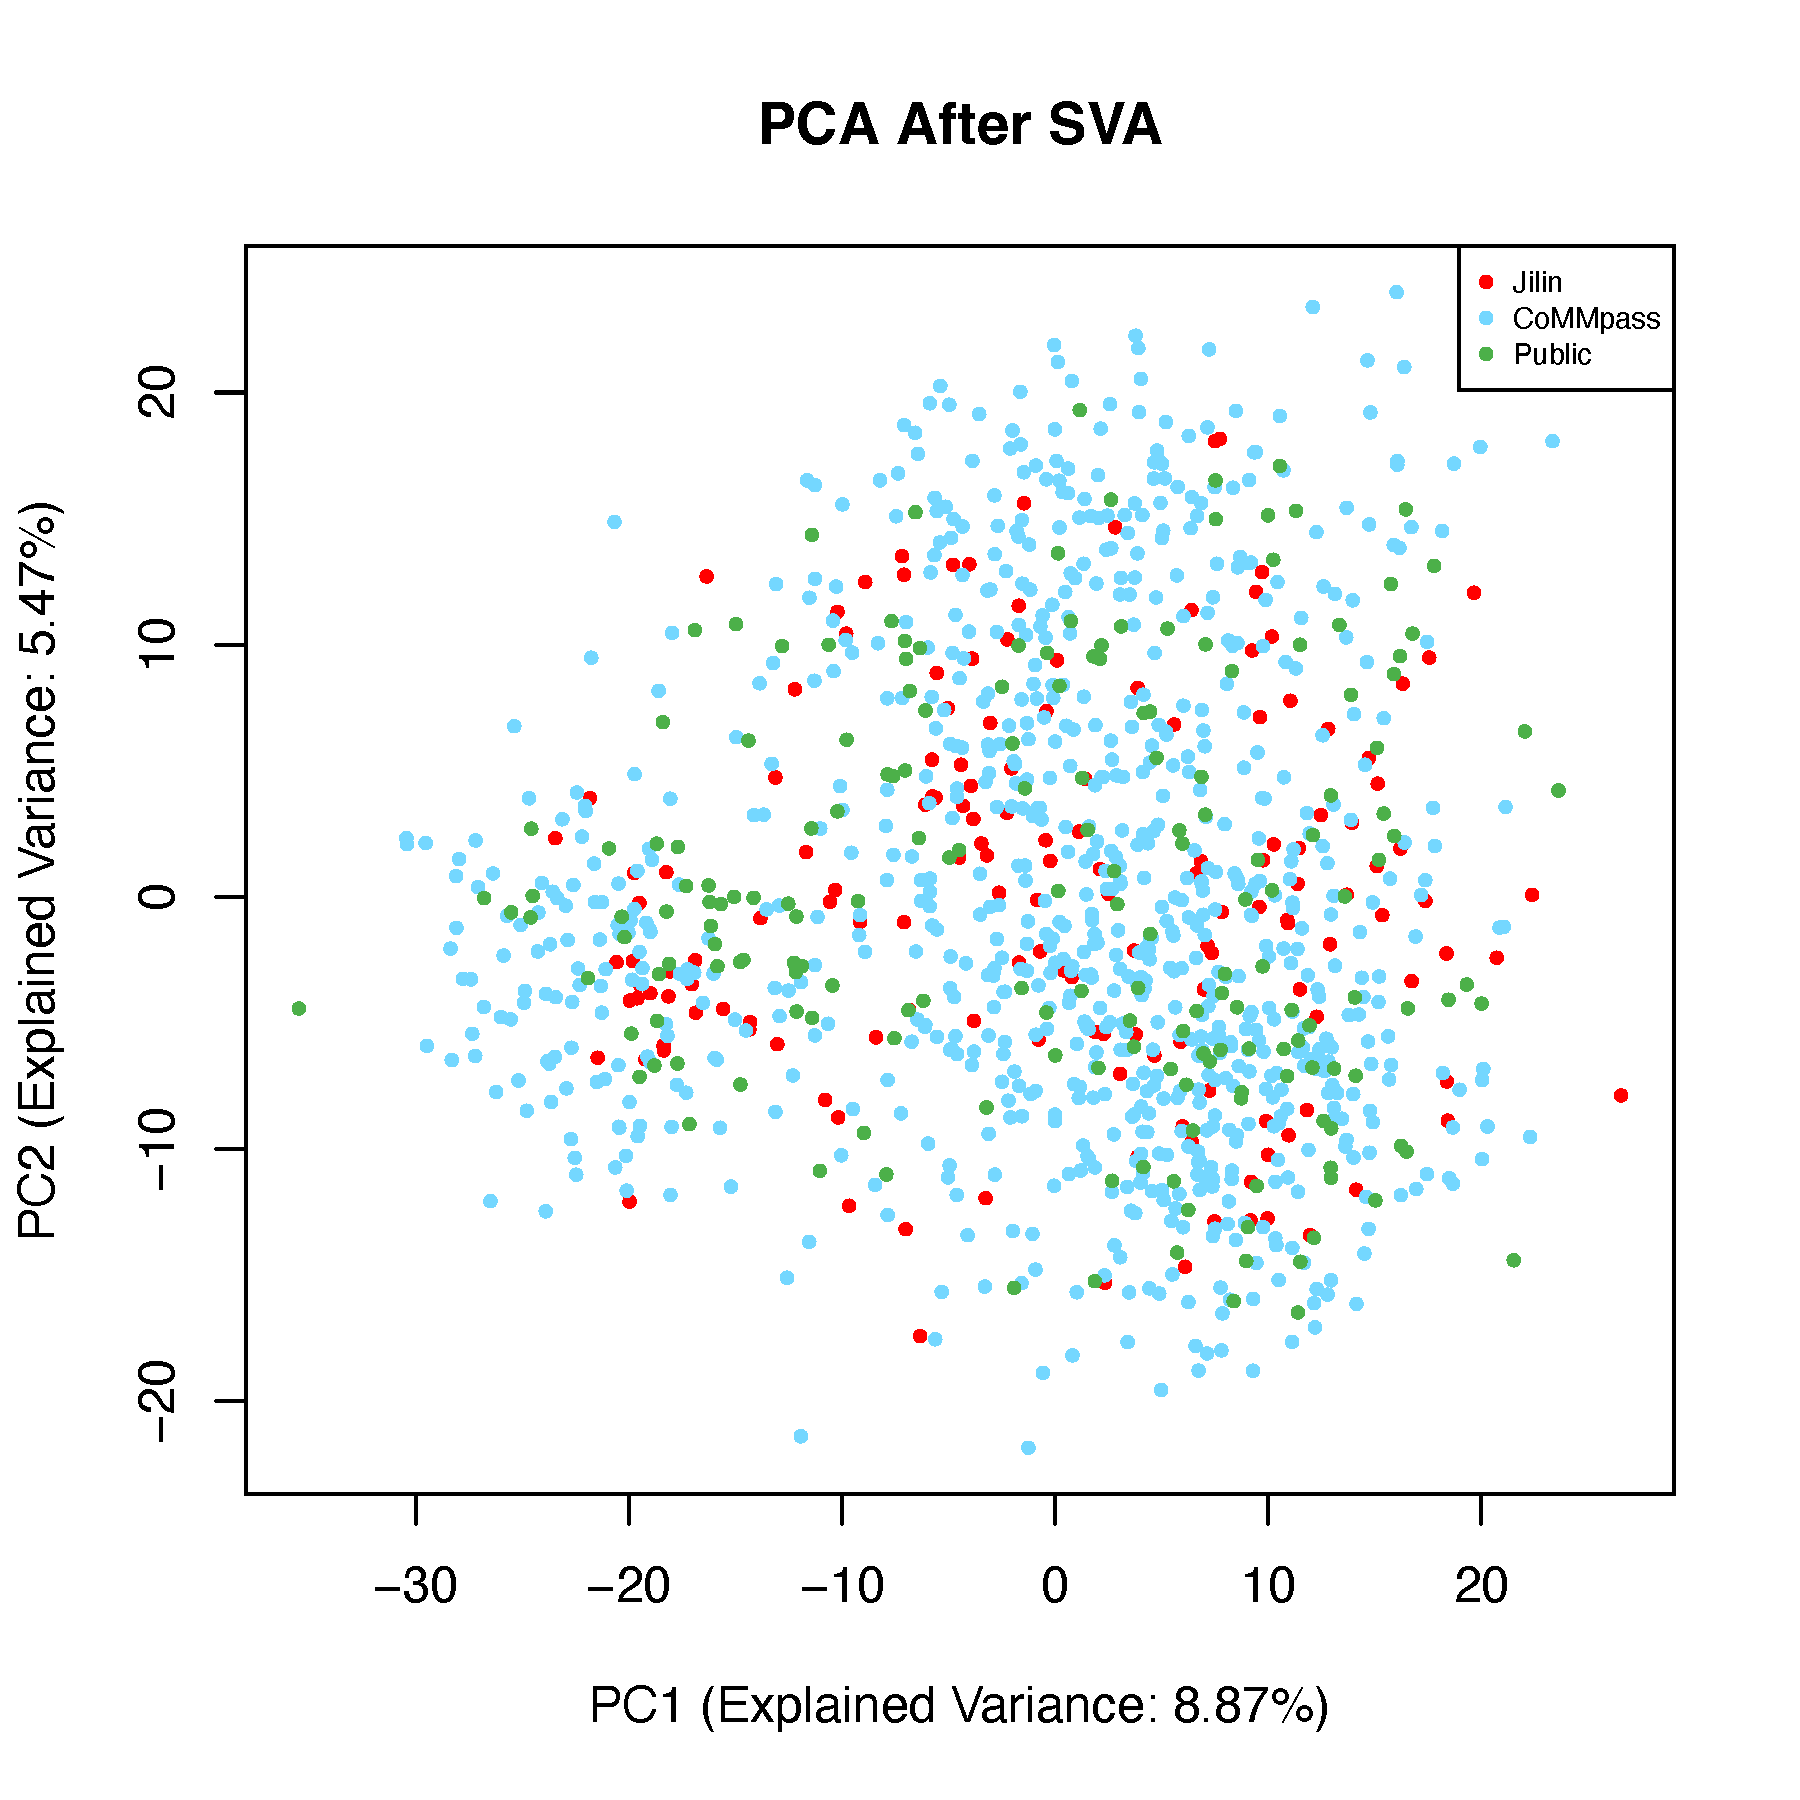 PCA After SVA
Jilin
CoMMpass
Public
PC2 (Explained Variance: 5.47%)
20
10
0
−10
−20
−30
−20
−10
0
10
20
PC1 (Explained Variance: 8.87%)